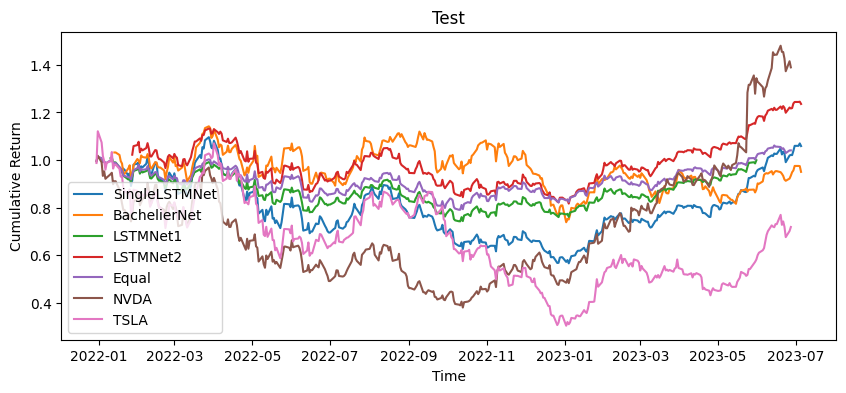 Test
Cumulative Return
1.4
1.2
1.0
0.8
0.6
0.4
SingleLSTMNet
BachelierNet
LSTMNet1
LSTMNet2
Equal
NVDA
TSLA
2022-01 2022-03 2022-05 2022-07 2022-09 2022-11 2023-01 2023-03 2023-05 2023-07
Time